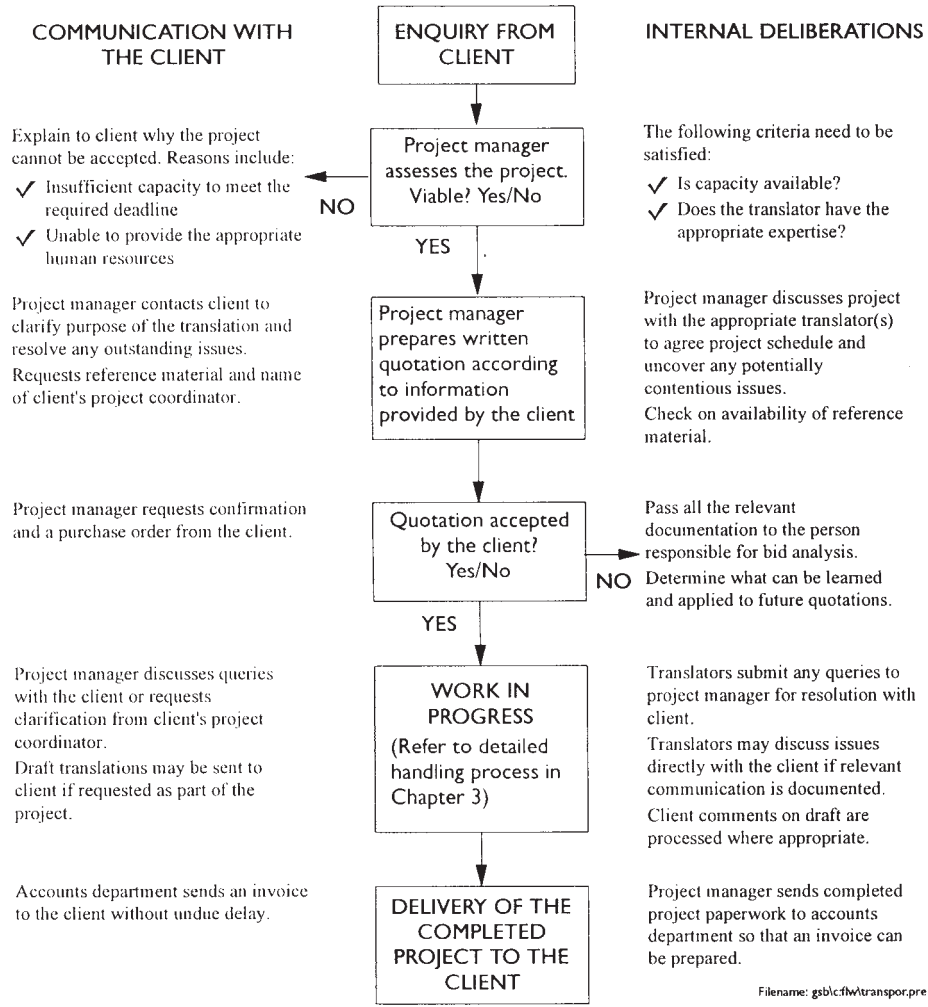 COMMUNICATION WITH
THE CLIENT
ENQUIRY FROM
CLIENT
INTERNAL DELIBERATIONS
Explain to client why the project
cannot be accepted. Reasons include:
✓ Insufficient capacity to meet the
required deadline
✓ Unable to provide the appropriate
human resources
NO
Project manager
assesses the project.
Viable? Yes/No
YES
The following criteria need to be
satisfied:
✓ Is capacity available?
✓ Does the translator have the
appropriate expertise?
Project manager contacts client to
clarify purpose of the translation and
resolve any outstanding issues.
Requests reference material and name
of client's project coordinator.
Project manager
prepares written
quotation according
to information
provided by the client
Project manager discusses project
with the appropriate translator(s)
to agree project schedule and
uncover any potentially
contentious issues.
Check on availability of reference
material.
Project manager requests confirmation
and a purchase order from the client.
Quotation accepted
by the client?
Yes/No
NO
YES
Pass all the relevant
documentation to the person
responsible for bid analysis.
Determine what can be learned
and applied to future quotations.
Project manager discusses queries
with the client or requests
clarification from client's project
coordinator.
Draft translations may be sent to
client if requested as part of the
project.
WORK IN
PROGRESS
(Refer to detailed
handling process in
Chapter 3)
Translators submit any queries to
project manager for resolution with
client.
Translators may discuss issues
directly with the client if relevant
communication is documented.
Client comments on draft are
processed where appropriate.
Accounts department sends an invoice
to the client without undue delay.
DELIVERY OF THE
COMPLETED
PROJECT TO THE
CLIENT
Project manager sends completed
project paperwork to accounts
department so that an invoice can
be prepared.
Filename: gsb\c:flw\transpor.pre